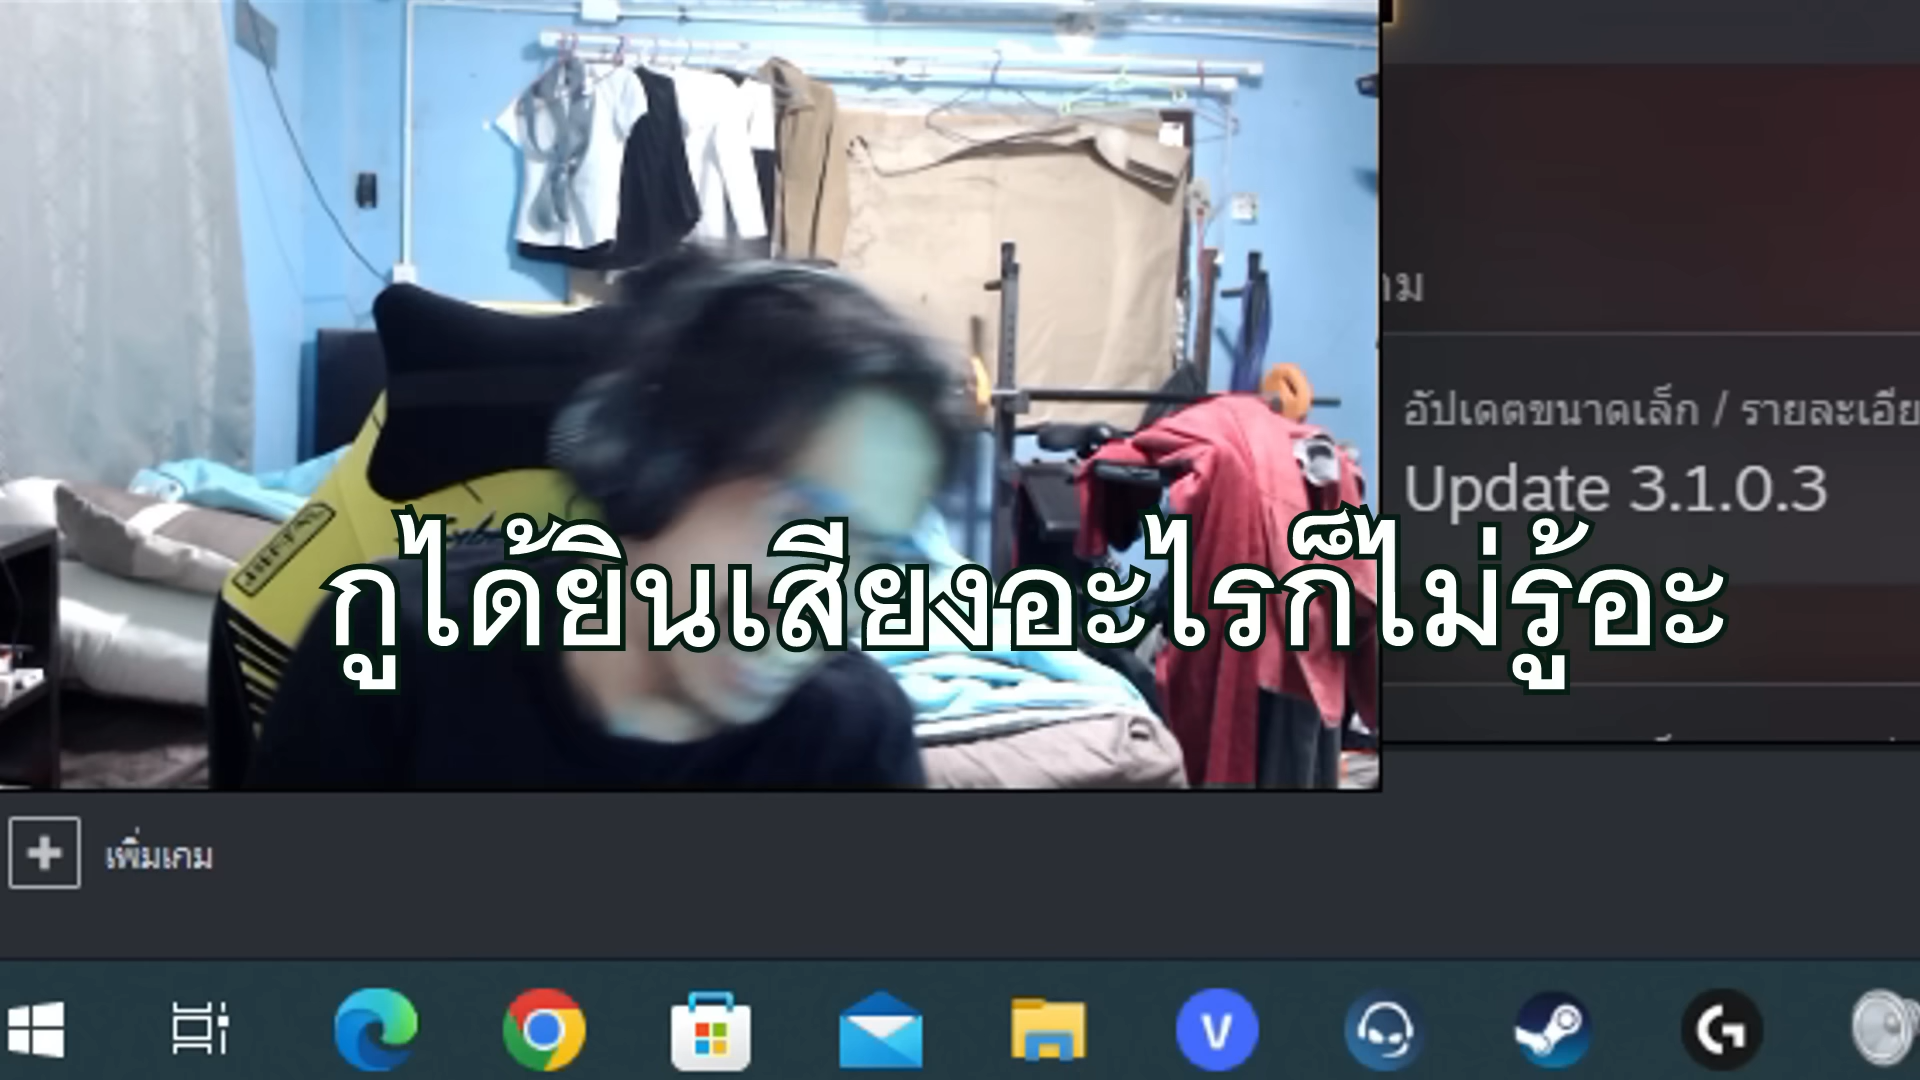 าม
อัปเดตขนาดเล็ก / รายละเอีย
Update 3.1.0.3
กูได้ยินเสียงอะไรก็ไม่รู้อะ
เพิ่มเกม